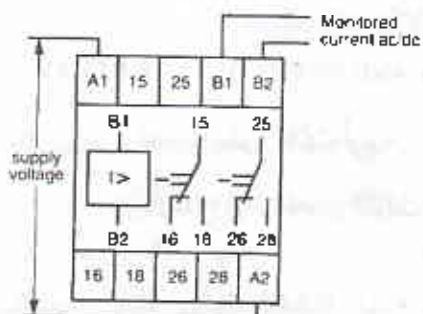 Monitored
current ac/dc
A1 15 25 B1 B2
B1 15 25
supply
voltage
I>
B2 16 18 26 28
16 18 26 28 A2